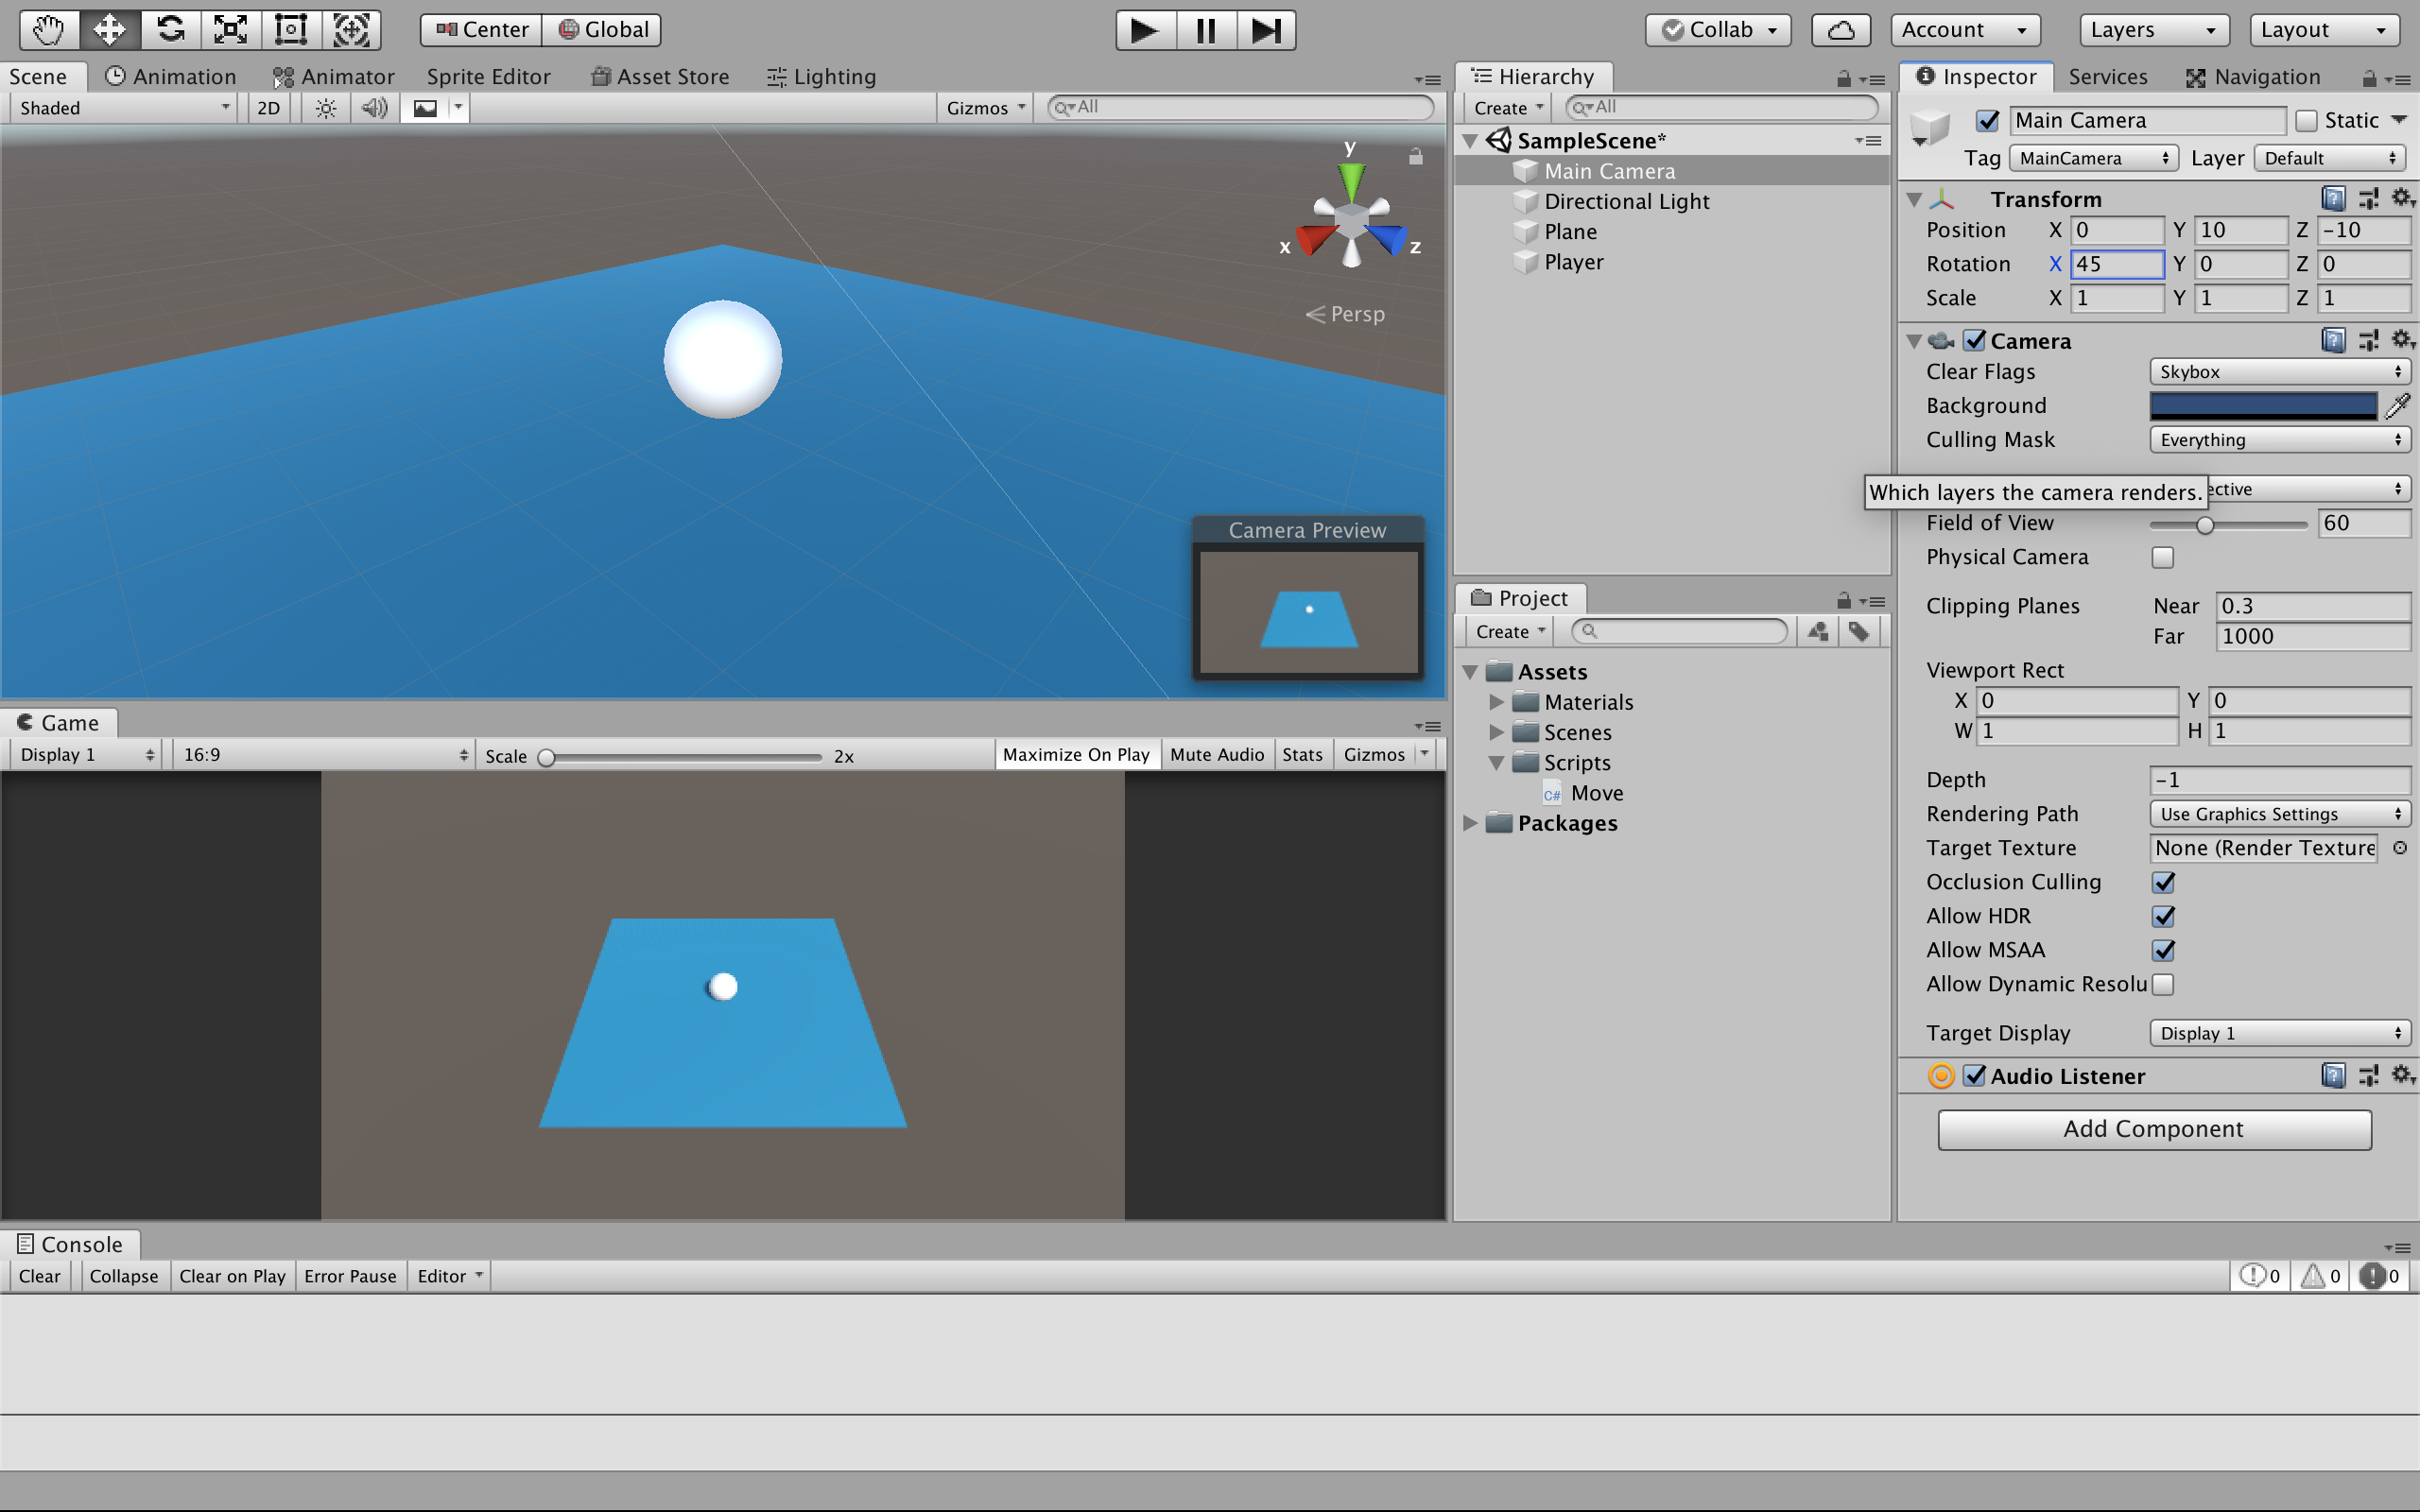 Center Global Collab Account Layers Layout
Scene Animation Animator Sprite Editor Asset Store Lighting
Shaded 2D Gizmos All
y
x z
Persp
Camera Preview
Game
Display 1 16:9 Scale 2x Maximize On Play Mute Audio Stats Gizmos
Hierarchy
Create All
SampleScene*
Main Camera
Directional Light
Plane
Player
Project
Create
Assets
Materials
Scenes
Scripts
C# Move
Packages
Inspector Services Navigation
Main Camera Static
Tag MainCamera Layer Default
Transform
Position X 0 Y 10 Z -10
Rotation X 45 Y 0 Z 0
Scale X 1 Y 1 Z 1
Camera
Clear Flags Skybox
Background
Culling Mask Everything
Which layers the camera renders. ective
Field of View 60
Physical Camera
Clipping Planes Near 0.3
Far 1000
Viewport Rect
X 0 Y 0
W 1 H 1
Depth -1
Rendering Path Use Graphics Settings
Target Texture None (Render Texture
Occlusion Culling
Allow HDR
Allow MSAA
Allow Dynamic Resolu
Target Display Display 1
Audio Listener
Add Component
Console
Clear Collapse Clear on Play Error Pause Editor 0 0 0